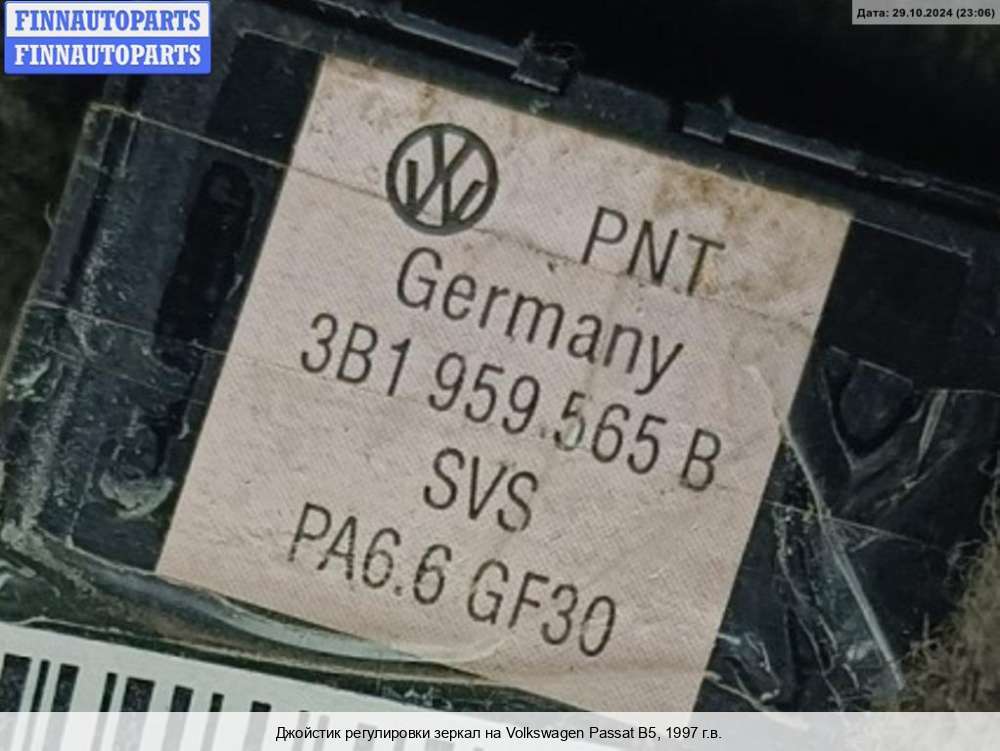 FINNAUTOPARTS
FINNAUTOPARTS
Дата: 29.10.2024 (23:06)
PNT
Germany
3B1 959.565 B
SVS
PA6.6 GF30
Джойстик регулировки зеркал на Volkswagen Passat B5, 1997 г.в.